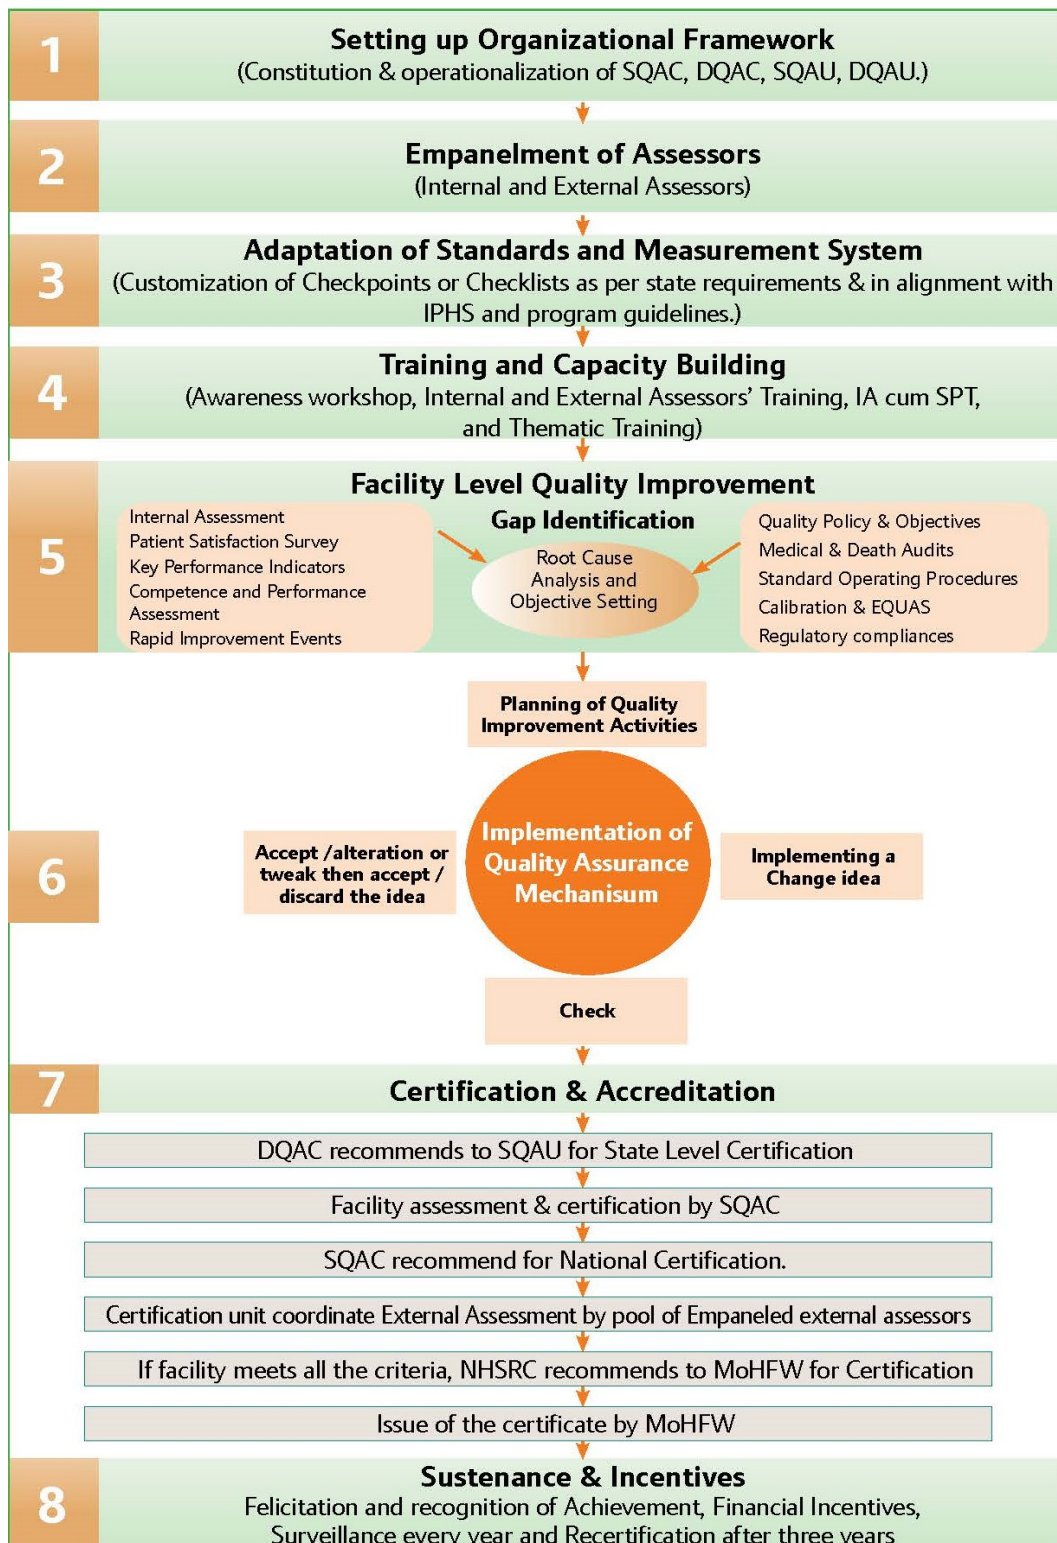 1
Setting up Organizational Framework
(Constitution & operationalization of SQAC, DQAC, SQAU, DQAU.)
2
Empanelment of Assessors
(Internal and External Assessors)
3
Adaptation of Standards and Measurement System
(Customization of Checkpoints or Checklists as per state requirements & in alignment with
IPHS and program guidelines.)
4
Training and Capacity Building
(Awareness workshop, Internal and External Assessors’ Training, IA cum SPT,
and Thematic Training)
5
Facility Level Quality Improvement
Internal Assessment
Patient Satisfaction Survey
Key Performance Indicators
Competence and Performance
Assessment
Rapid Improvement Events
Gap Identification
Root Cause
Analysis and
Objective Setting
Quality Policy & Objectives
Medical & Death Audits
Standard Operating Procedures
Calibration & EQUAS
Regulatory compliances
6
Planning of Quality
Improvement Activities
Accept /alteration or
tweak then accept /
discard the idea
Implementation of
Quality Assurance
Mechanisum
Implementing a
Change idea
Check
7
Certification & Accreditation
DQAC recommends to SQAU for State Level Certification
Facility assessment & certification by SQAC
SQAC recommend for National Certification.
Certification unit coordinate External Assessment by pool of Empaneled external assessors
If facility meets all the criteria, NHSRC recommends to MoHFW for Certification
Issue of the certificate by MoHFW
8
Sustenance & Incentives
Felicitation and recognition of Achievement, Financial Incentives,
Surveillance every year and Recertification after three years